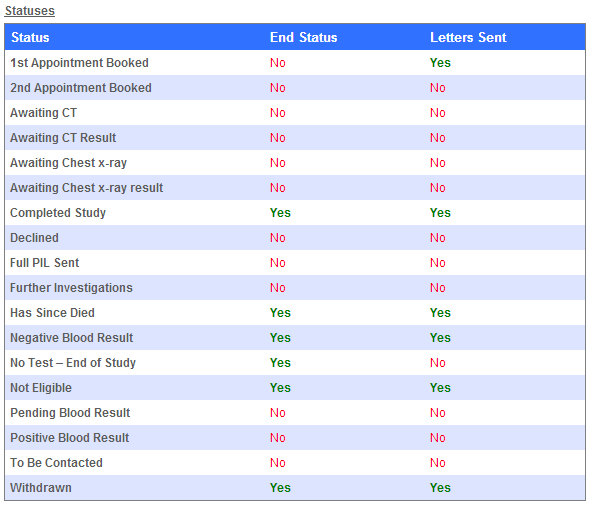 Statuses
Status End Status Letters Sent
1st Appointment Booked No Yes
2nd Appointment Booked No No
Awaiting CT No No
Awaiting CT Result No No
Awaiting Chest x-ray No No
Awaiting Chest x-ray result No No
Completed Study Yes Yes
Declined No No
Full PIL Sent No No
Further Investigations No No
Has Since Died Yes Yes
Negative Blood Result Yes Yes
No Test – End of Study Yes No
Not Eligible Yes Yes
Pending Blood Result No No
Positive Blood Result No No
To Be Contacted No No
Withdrawn Yes Yes